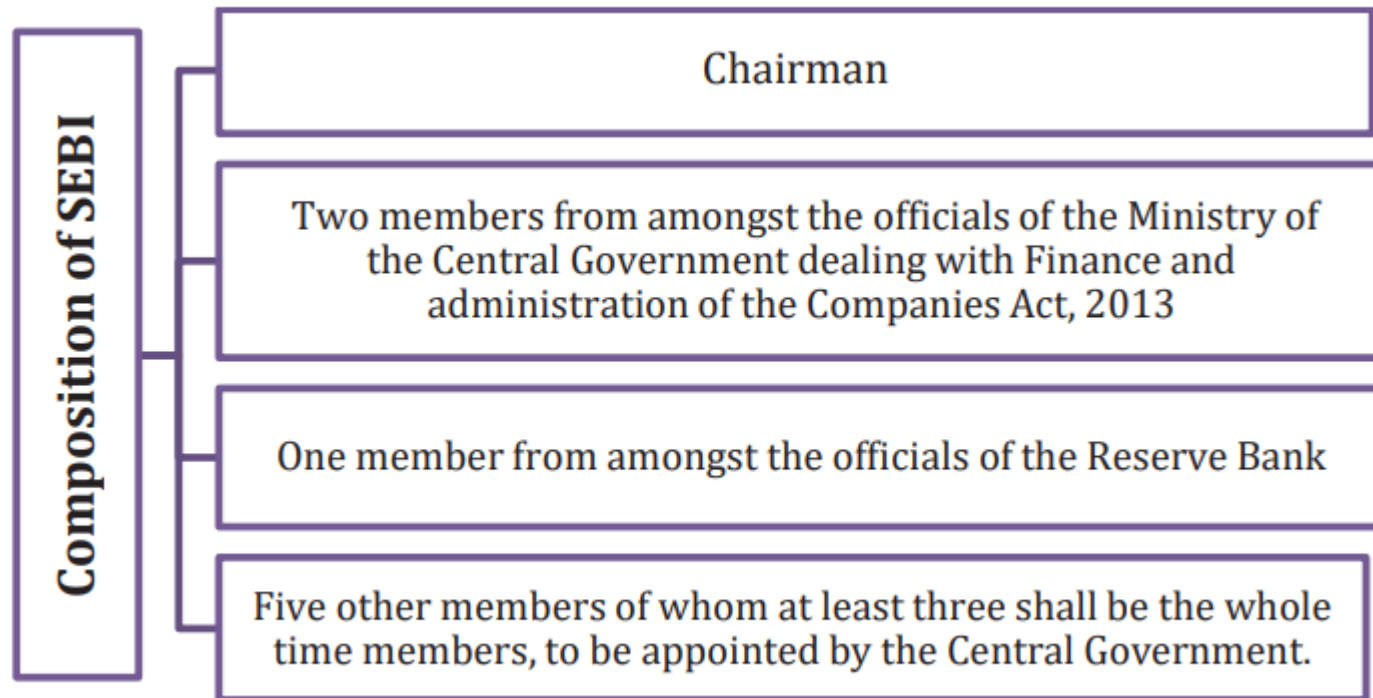 Composition of SEBI
Chairman
Two members from amongst the officials of the Ministry of
the Central Government dealing with Finance and
administration of the Companies Act, 2013
One member from amongst the officials of the Reserve Bank
Five other members of whom at least three shall be the whole
time members, to be appointed by the Central Government.